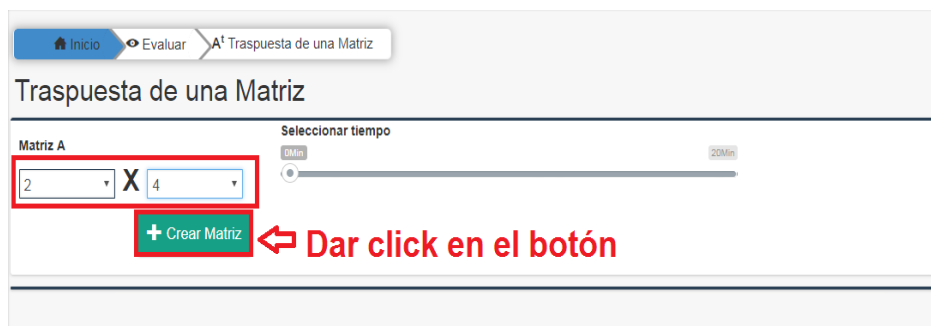 Inicio Evaluar Aᵗ Traspuesta de una Matriz
Traspuesta de una Matriz
Seleccionar tiempo
Matriz A
0Min 20Min
2 X 4
+ Crear Matriz Dar click en el botón